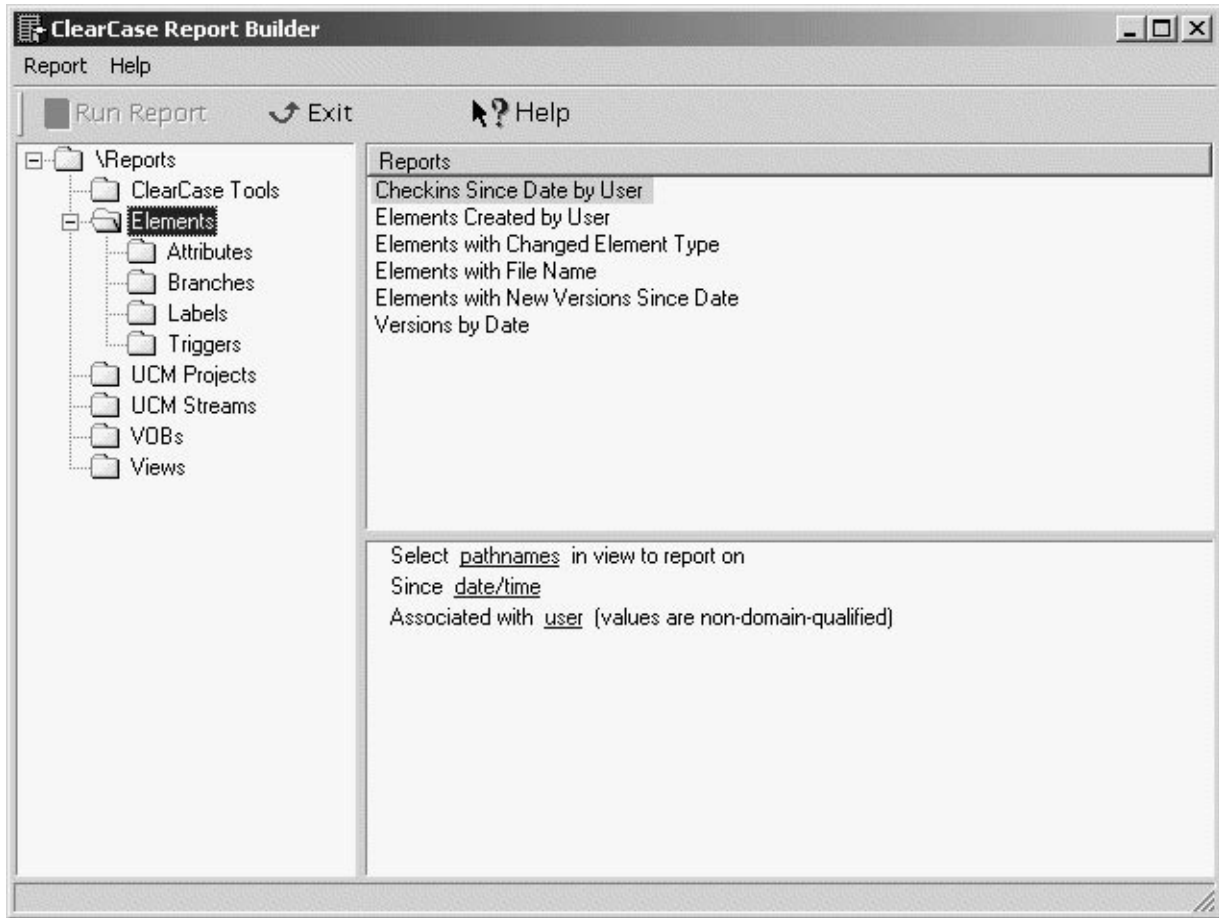 ClearCase Report Builder
Report Help
Run Report Exit Help
\Reports
ClearCase Tools
Elements
Attributes
Branches
Labels
Triggers
UCM Projects
UCM Streams
VOBs
Views
Reports
Checkins Since Date by User
Elements Created by User
Elements with Changed Element Type
Elements with File Name
Elements with New Versions Since Date
Versions by Date
Select pathnames in view to report on
Since date/time
Associated with user (values are non-domain-qualified)